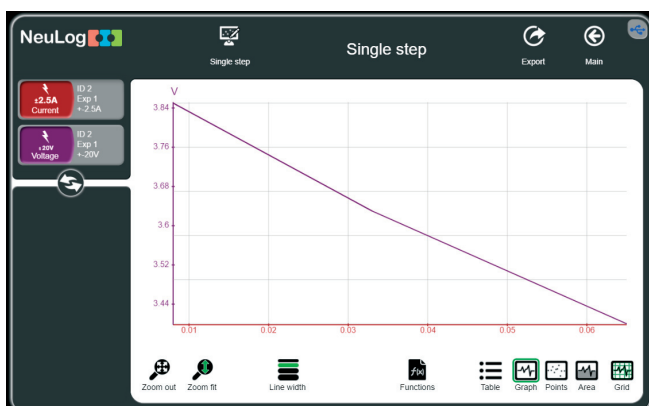 NeuLog
Single step
Single step
Export
Main
±2.5A
Current
ID 2
Exp 1
+-2.5A
±20V
Voltage
ID 2
Exp 1
+-20V
V
3.84
3.76
3.68
3.6
3.52
3.44
0.01 0.02 0.03 0.04 0.05 0.06
Zoom out
Zoom fit
Line width
f(x)
Functions
Table
Graph
Points
Area
Grid